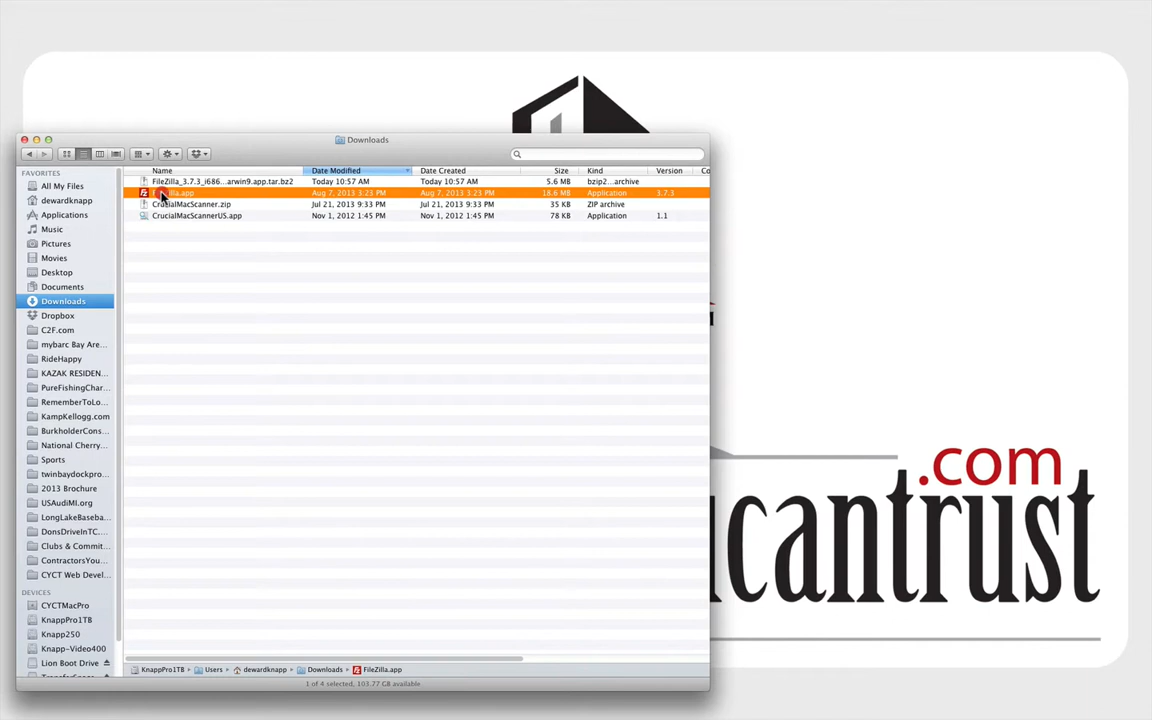 Downloads
Name Date Modified Date Created Size Kind Version Co
FileZilla_3.7.3_i686...arwin9.app.tar.bz2 Today 10:57 AM Today 10:57 AM 5.6 MB bzip2...archive
Aug 7, 2013 3:23 PM Aug 7, 2013 3:23 PM 18.6 MB Application 3.7.3
CrucialMacScanner.zip Jul 21, 2013 9:33 PM Jul 21, 2013 9:33 PM 35 KB ZIP archive
CrucialMacScannerUS.app Nov 1, 2012 1:45 PM Nov 1, 2012 1:45 PM 78 KB Application 1.1
FAVORITES
All My Files
dewardknapp
Applications
Music
Pictures
Movies
Desktop
Documents
Downloads
Dropbox
C2F.com
mybarc Bay Are...
RideHappy
KAZAK RESIDEN...
PureFishingChar...
RememberToLo...
KampKellogg.com
BurkholderCons...
National Cherry...
Sports
twinbaydockpro...
2013 Brochure
USAudiMI.org
LongLakeBaseba...
DonsDriveInTC....
Clubs & Committ...
ContractorsYou...
CYCT Web Devel...
DEVICES
CYCTMacPro
KnappPro1TB
Knapp250
Knapp-Video400
Lion Boot Drive
KnappPro1TB Users dewardknapp Downloads FileZilla.app
1 of 4 selected, 103.77 GB available
.com
icantrust